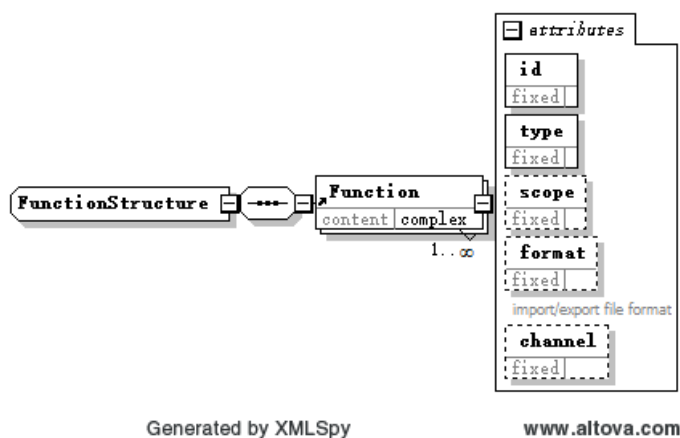 attributes
id
fixed
type
fixed
FunctionStructure
Function
content complex
1..∞
scope
fixed
format
fixed
import/export file format
channel
fixed
Generated by XMLSpy www.altova.com